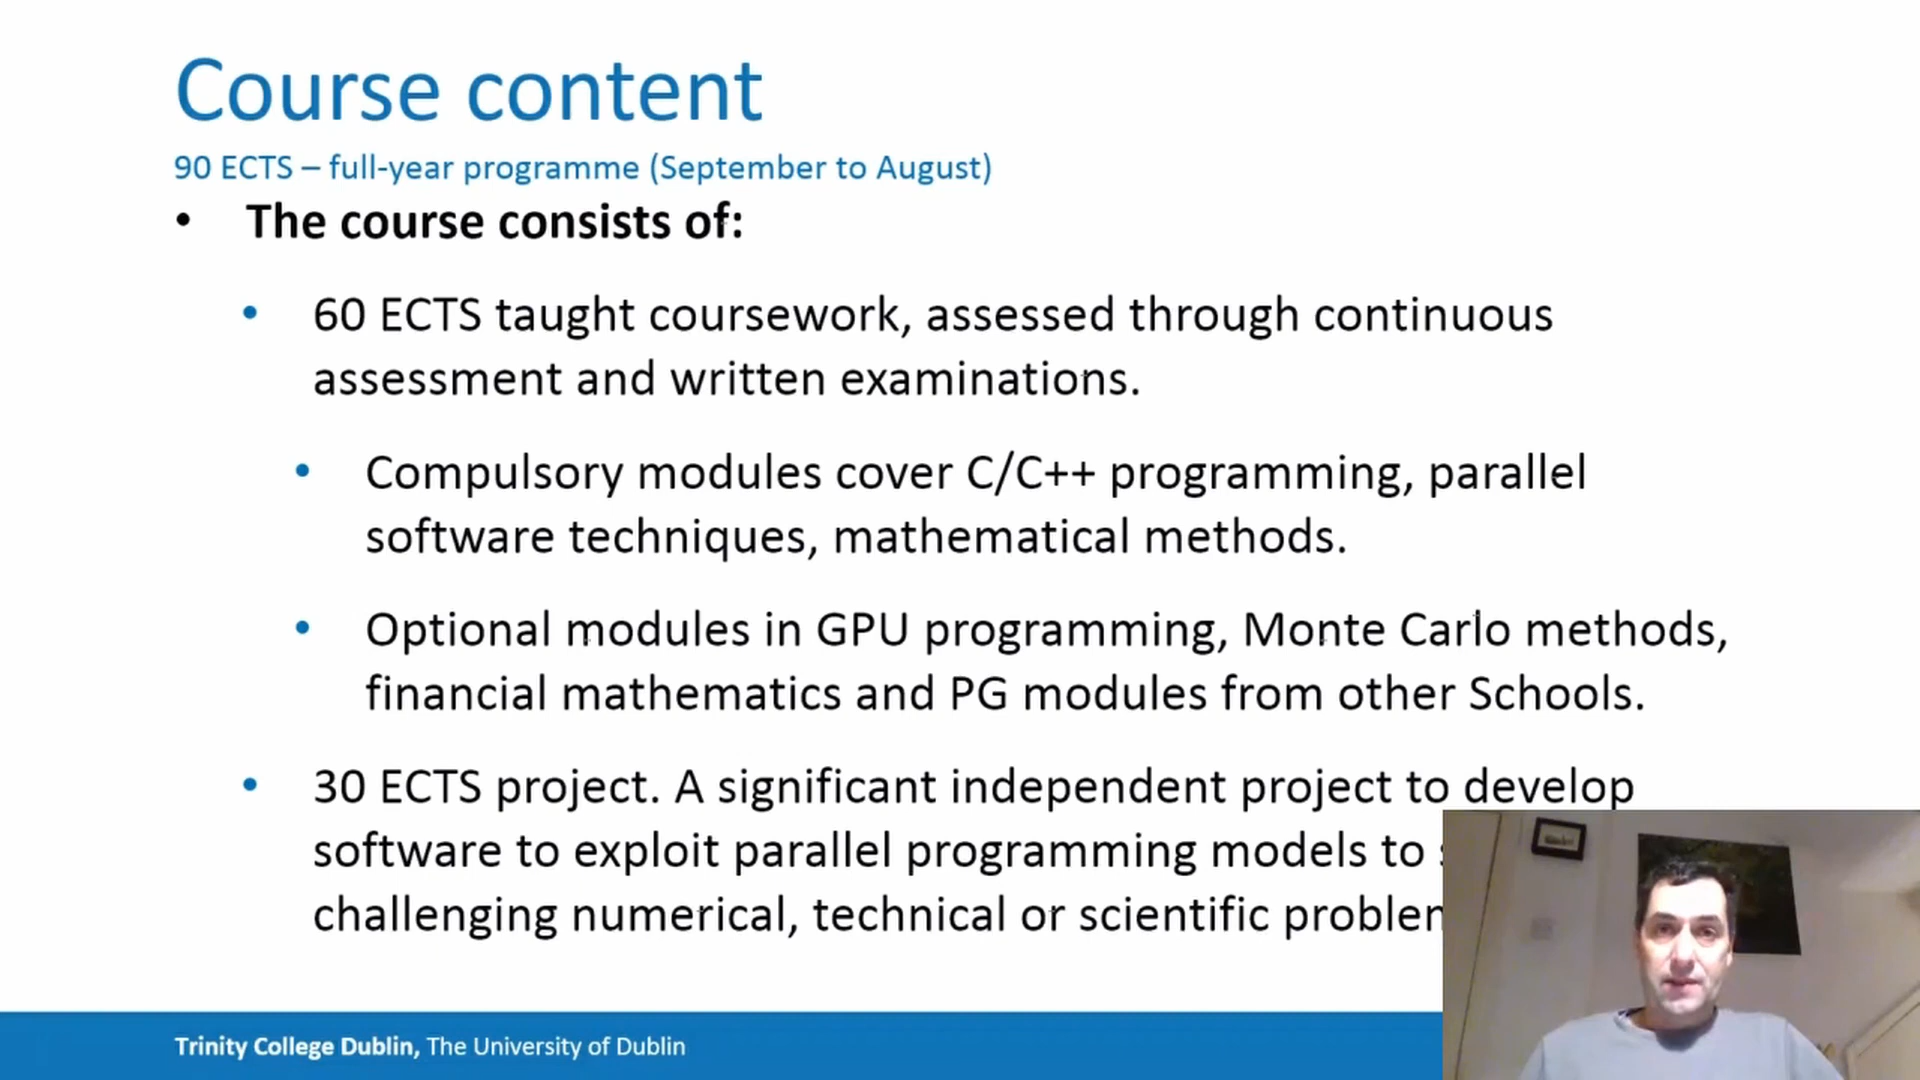 Course content
90 ECTS – full-year programme (September to August)
• The course consists of:
• 60 ECTS taught coursework, assessed through continuous
assessment and written examinations.
• Compulsory modules cover C/C++ programming, parallel
software techniques, mathematical methods.
• Optional modules in GPU programming, Monte Carlo methods,
financial mathematics and PG modules from other Schools.
• 30 ECTS project. A significant independent project to develop
software to exploit parallel programming models to
challenging numerical, technical or scientific
Trinity College Dublin, The University of Dublin